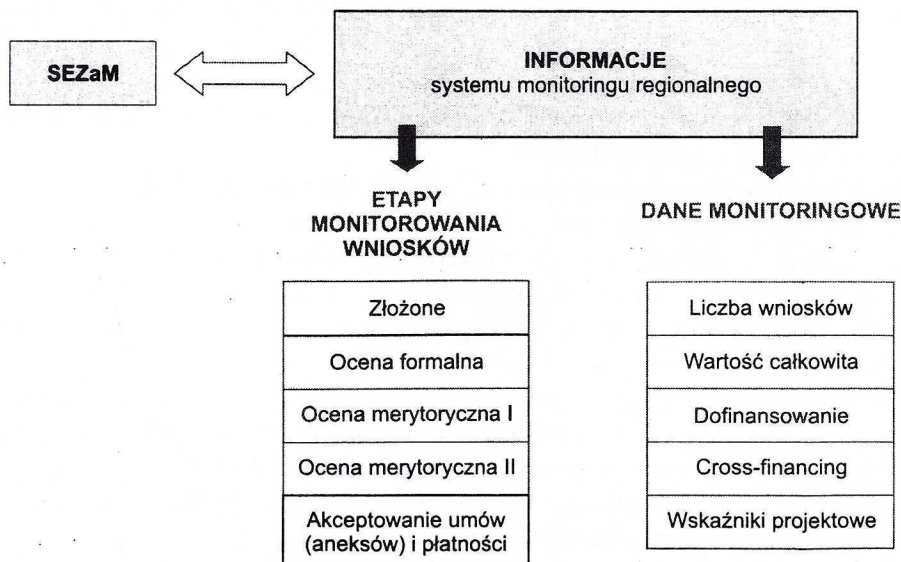 SEZaM
INFORMACJE
systemu monitoringu regionalnego
ETAPY
MONITOROWANIA
WNIOSKÓW
Złożone
Ocena formalna
Ocena merytoryczna I
Ocena merytoryczna II
Akceptowanie umów
(aneksów) i płatności
DANE MONITORINGOWE
Liczba wniosków
Wartość całkowita
Dofinansowanie
Cross-financing
Wskaźniki projektowe